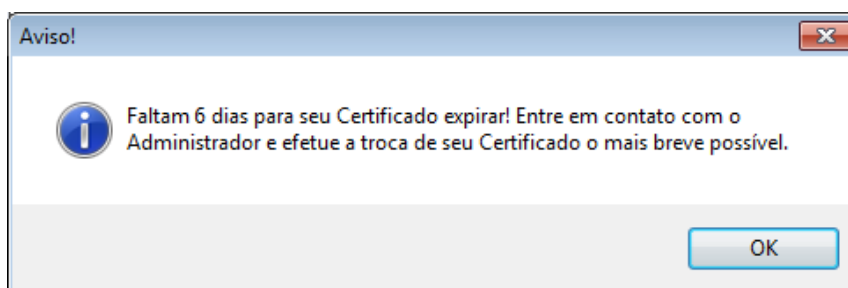 Aviso!
Faltam 6 dias para seu Certificado expirar! Entre em contato com o
Administrador e efetue a troca de seu Certificado o mais breve possível.
OK